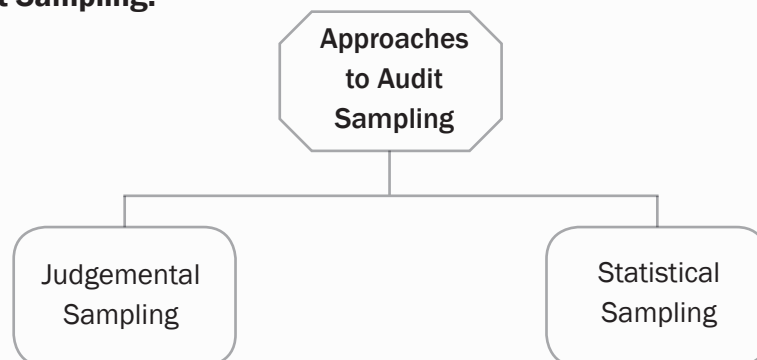 Sampling.
Approaches
to Audit
Sampling
Judgemental
Sampling
Statistical
Sampling